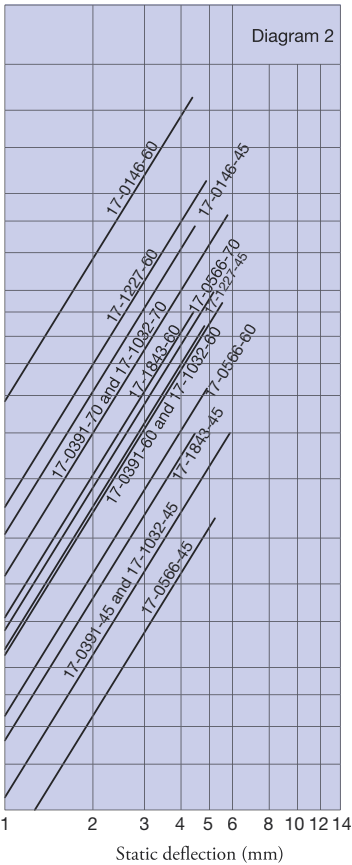 Diagram 2
17-0146-60
17-0146-45
17-1227-60
17-0566-70
17-1227-45
17-0391-70 and 17-1032-70
17-1843-60
17-0391-60 and 17-1032-60
17-0566-60
17-1843-45
17-0391-45 and 17-1032-45
17-0566-45
1 2 3 4 5 6 8 10 12 14
Static deflection (mm)